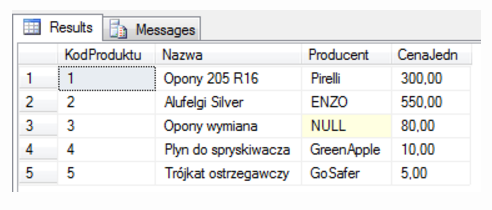 Results Messages
KodProduktu Nazwa Producent CenaJedn
1 1 Opony 205 R16 Pirelli 300,00
2 2 Alufelgi Silver ENZO 550,00
3 3 Opony wymiana NULL 80,00
4 4 Plyn do spryskiwacza GreenApple 10,00
5 5 Trójkat ostrzegawczy GoSafer 5,00